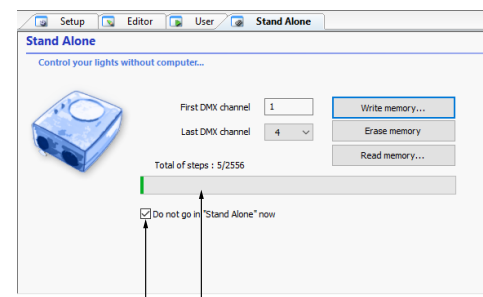 Setup Editor User Stand Alone
Stand Alone
Control your lights without computer...
First DMX channel 1 Write memory...
Last DMX channel 4 Erase memory
Total of steps : 5/2556 Read memory...
Do not go in "Stand Alone" now